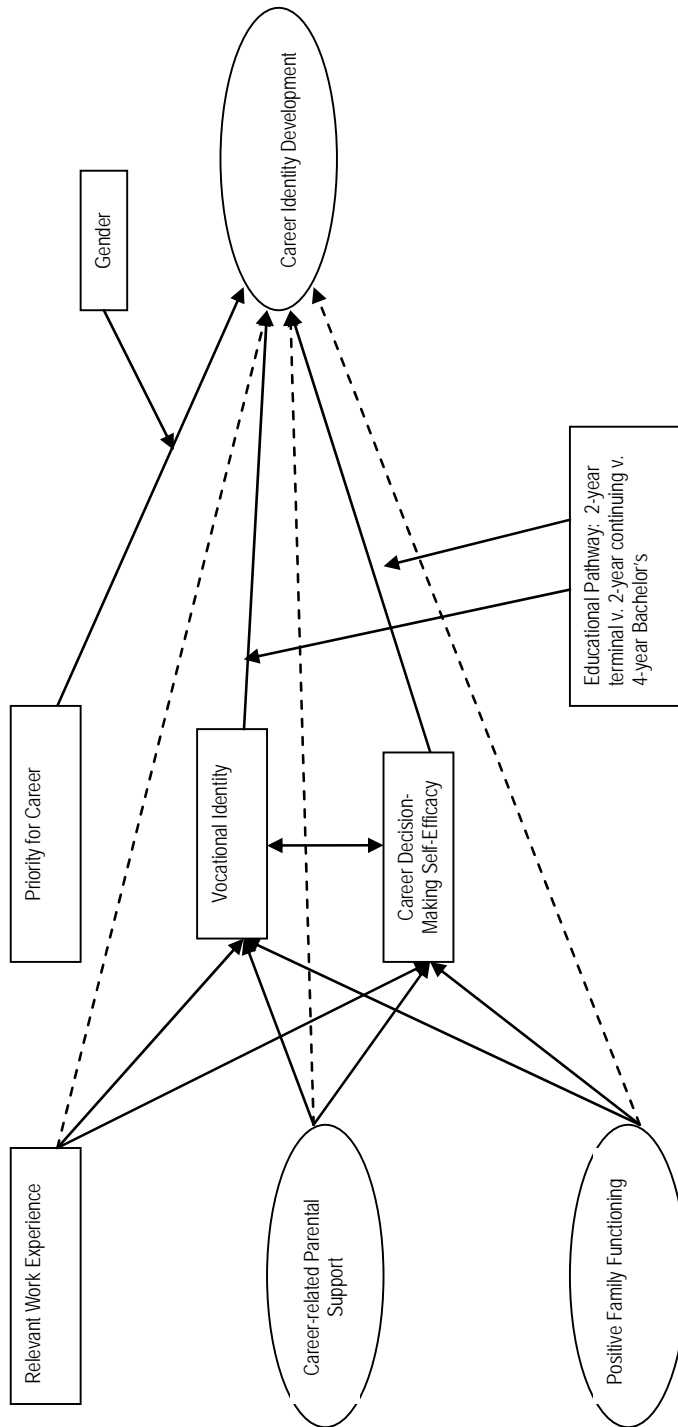 Relevant Work Experience
Career-related Parental
Support
Positive Family Functioning
Priority for Career
Vocational Identity
Career Decision-
Making Self-Efficacy
Gender
Educational Pathway: 2-year
terminal v. 2-year continuing v.
4-year Bachelor's
Career Identity Development